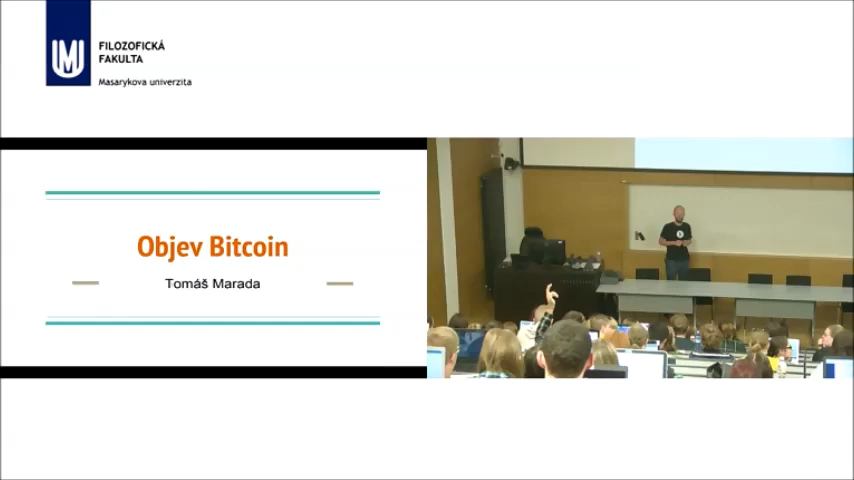 FILOZOFICKÁ
FAKULTA
Masarykova univerzita
Objev Bitcoin
Tomáš Marada